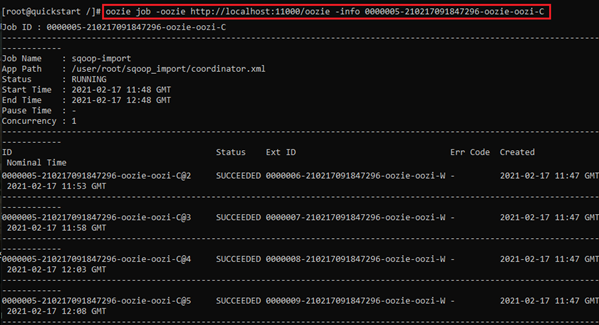 [root@quickstart /]# oozie job -oozie http://localhost:11000/oozie -info 0000005-210217091847296-oozie-oozi-C
Job ID : 0000005-210217091847296-oozie-oozi-C
------------------------------------------------------------------------------------------------
------------
Job Name    : sqoop-import
App Path    : /user/root/sqoop_import/coordinator.xml
Status      : RUNNING
Start Time  : 2021-02-17 11:48 GMT
End Time    : 2021-02-17 12:48 GMT
Pause Time  : -
Concurrency : 1
------------------------------------------------------------------------------------------------
------------
ID                                         Status    Ext ID                               Err Code  Created
 Nominal Time
0000005-210217091847296-oozie-oozi-C@2     SUCCEEDED 0000006-210217091847296-oozie-oozi-W -         2021-02-17 11:47 GMT
 2021-02-17 11:53 GMT
------------------------------------------------------------------------------------------------
------------
0000005-210217091847296-oozie-oozi-C@3     SUCCEEDED 0000007-210217091847296-oozie-oozi-W -         2021-02-17 11:47 GMT
 2021-02-17 11:58 GMT
------------------------------------------------------------------------------------------------
------------
0000005-210217091847296-oozie-oozi-C@4     SUCCEEDED 0000008-210217091847296-oozie-oozi-W -         2021-02-17 11:47 GMT
 2021-02-17 12:03 GMT
------------------------------------------------------------------------------------------------
------------
0000005-210217091847296-oozie-oozi-C@5     SUCCEEDED 0000009-210217091847296-oozie-oozi-W -         2021-02-17 11:47 GMT
 2021-02-17 12:08 GMT
------------------------------------------------------------------------------------------------